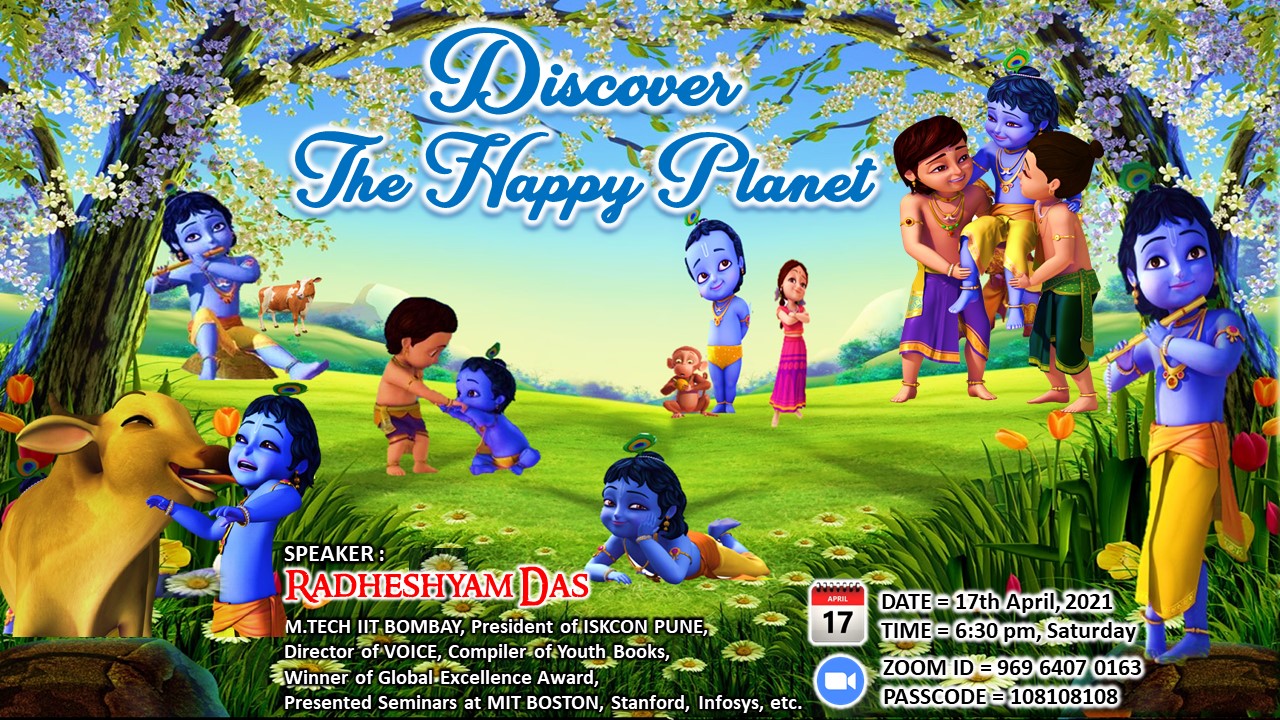 Discover
The Happy Planet
SPEAKER :
RADHESHYAM DAS
M.TECH IIT BOMBAY, President of ISKCON PUNE,
Director of VOICE, Compiler of Youth Books,
Winner of Global Excellence Award,
Presented Seminars at MIT BOSTON, Stanford, Infosys, etc.
APRIL
17
DATE = 17th April, 2021
TIME = 6:30 pm, Saturday
ZOOM ID = 969 6407 0163
PASSCODE = 108108108